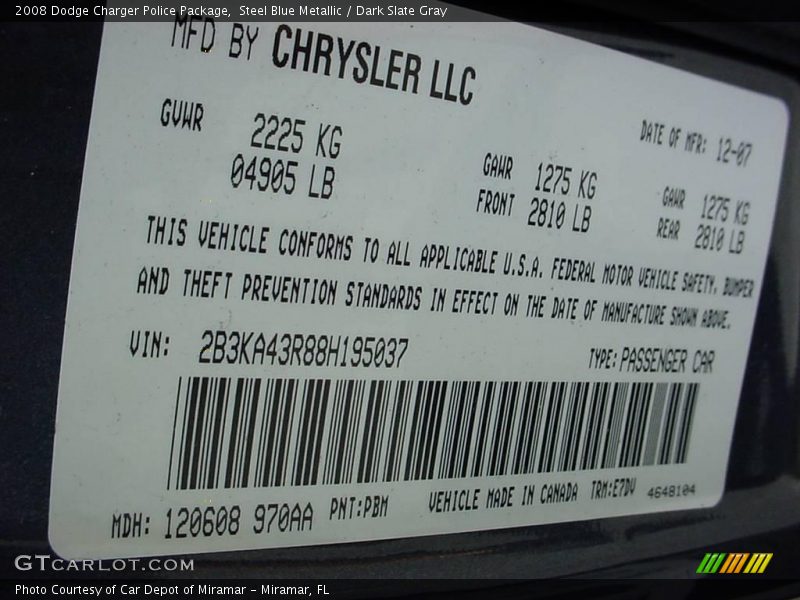 2008 Dodge Charger Police Package,  Steel Blue Metallic / Dark Slate Gray
MFD BY CHRYSLER LLC
DATE OF MFR: 12-07
GVWR 2225 KG
04905 LB
GAWR FRONT 1275 KG
2810 LB
GAWR REAR 1275 KG
2810 LB
THIS VEHICLE CONFORMS TO ALL APPLICABLE U.S.A. FEDERAL MOTOR VEHICLE SAFETY, BUMPER
AND THEFT PREVENTION STANDARDS IN EFFECT ON THE DATE OF MANUFACTURE SHOWN ABOVE.
VIN: 2B3KA43R88H195037 TYPE: PASSENGER CAR
MDH: 120608 970AA PNT:PBM VEHICLE MADE IN CANADA TRM:E7DV 4648104
GTCARLOT.COM
Photo Courtesy of Car Depot of Miramar - Miramar, FL